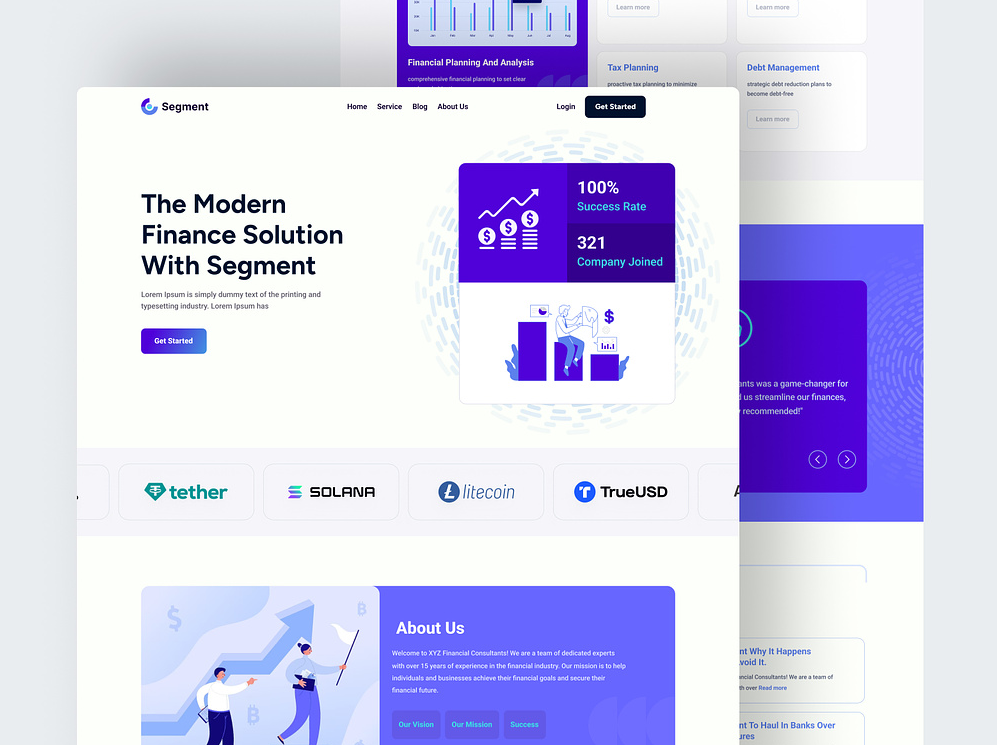 Learn more
Learn more
Financial Planning And Analysis
comprehensive financial planning to set clear
Tax Planning
proactive tax planning to minimize
Debt Management
strategic debt reduction plans to
become debt-free
Learn more
Segment
Home Service Blog About Us
Login
Get Started
The Modern
Finance Solution
With Segment
Lorem Ipsum is simply dummy text of the printing and
typesetting industry. Lorem Ipsum has
Get Started
100%
Success Rate
321
Company Joined
ants was a game-changer for
us streamline our finances,
recommended!"
tether
SOLANA
litecoin
TrueUSD
About Us
Welcome to XYZ Financial Consultants! We are a team of dedicated experts
with over 15 years of experience in the financial industry. Our mission is to help
individuals and businesses achieve their financial goals and secure their
financial future.
Our Vision
Our Mission
Success
nt Why It Happens
void It.
ancial Consultants! We are a team of
th over Read more
nt To Haul In Banks Over
ures